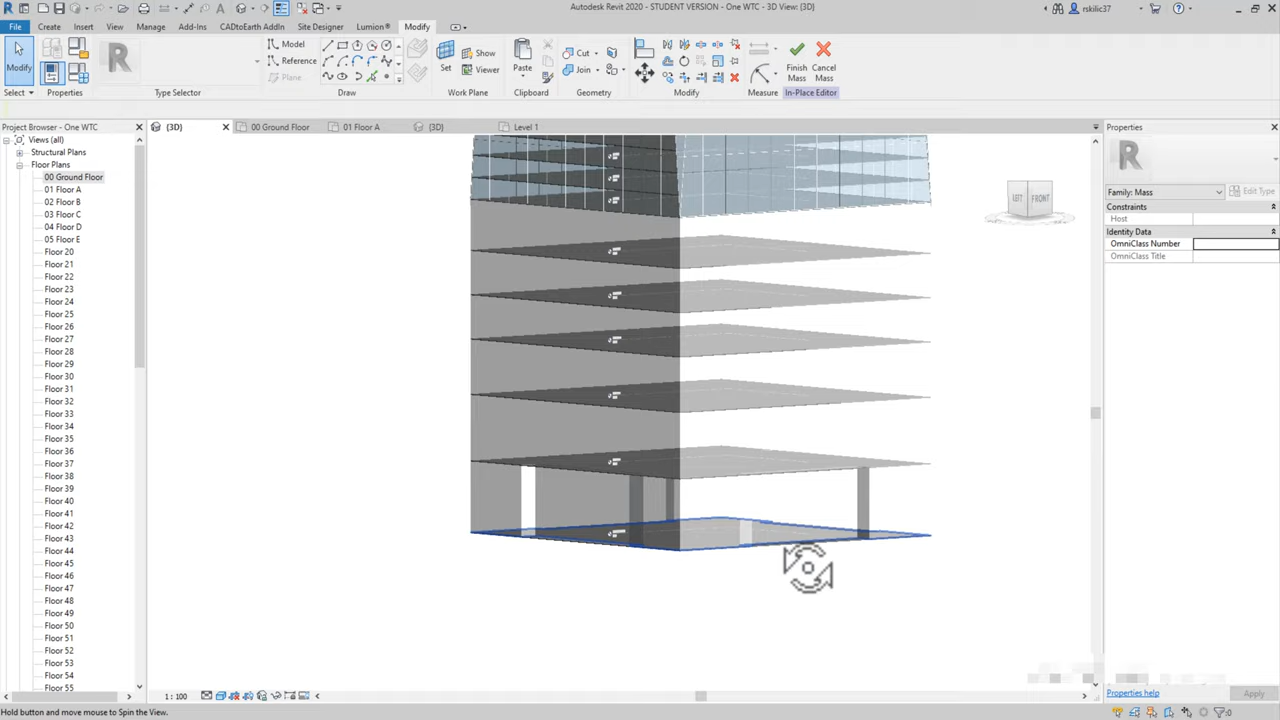 Autodesk Revit 2020 - STUDENT VERSION - One WTC - 3D View: {3D}
rskilic37
File
Create
Insert
View
Manage
Add-Ins
CADtoEarth AddIn
Site Designer
Lumion®
Modify
Modify
Select
Properties
Type Selector
Model
Reference
Plane
Draw
Set
Show
Viewer
Work Plane
Paste
Clipboard
Cut
Join
Geometry
Modify
Measure
Finish
Mass
Cancel
Mass
In-Place Editor
Project Browser - One WTC
{3D}
00 Ground Floor
01 Floor A
{3D}
Level 1
Properties
Views (all)
Structural Plans
Floor Plans
00 Ground Floor
01 Floor A
02 Floor B
03 Floor C
04 Floor D
05 Floor E
Floor 20
Floor 21
Floor 22
Floor 23
Floor 24
Floor 25
Floor 26
Floor 27
Floor 28
Floor 29
Floor 30
Floor 31
Floor 32
Floor 33
Floor 34
Floor 35
Floor 36
Floor 37
Floor 38
Floor 39
Floor 40
Floor 41
Floor 42
Floor 43
Floor 44
Floor 45
Floor 46
Floor 47
Floor 48
Floor 49
Floor 50
Floor 51
Floor 52
Floor 53
Floor 54
Floor 55
LEFT
FRONT
Family: Mass
Edit Type
Constraints
Host
Identity Data
OmniClass Number
OmniClass Title
1 : 100
Properties help
Apply
Hold button and move mouse to Spin the View.
:0